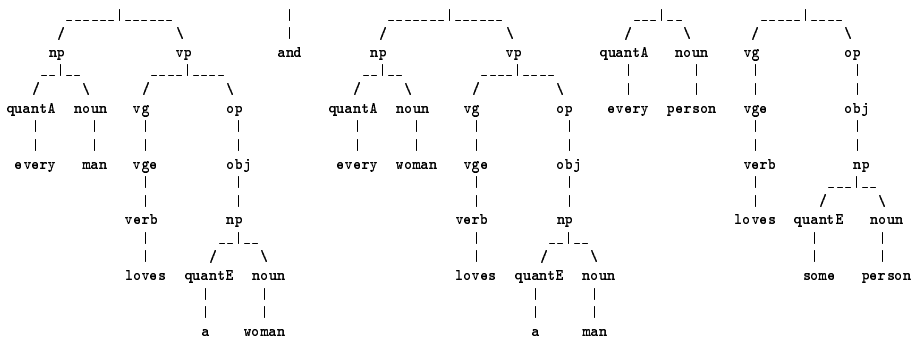 np vp and np vp quantA noun vg op
quantA noun vg op quantA noun vg op every person vge obj
every man vge obj every woman vge obj verb np
verb np verb np loves quantE noun
loves quantE noun loves quantE noun some person
a woman a man